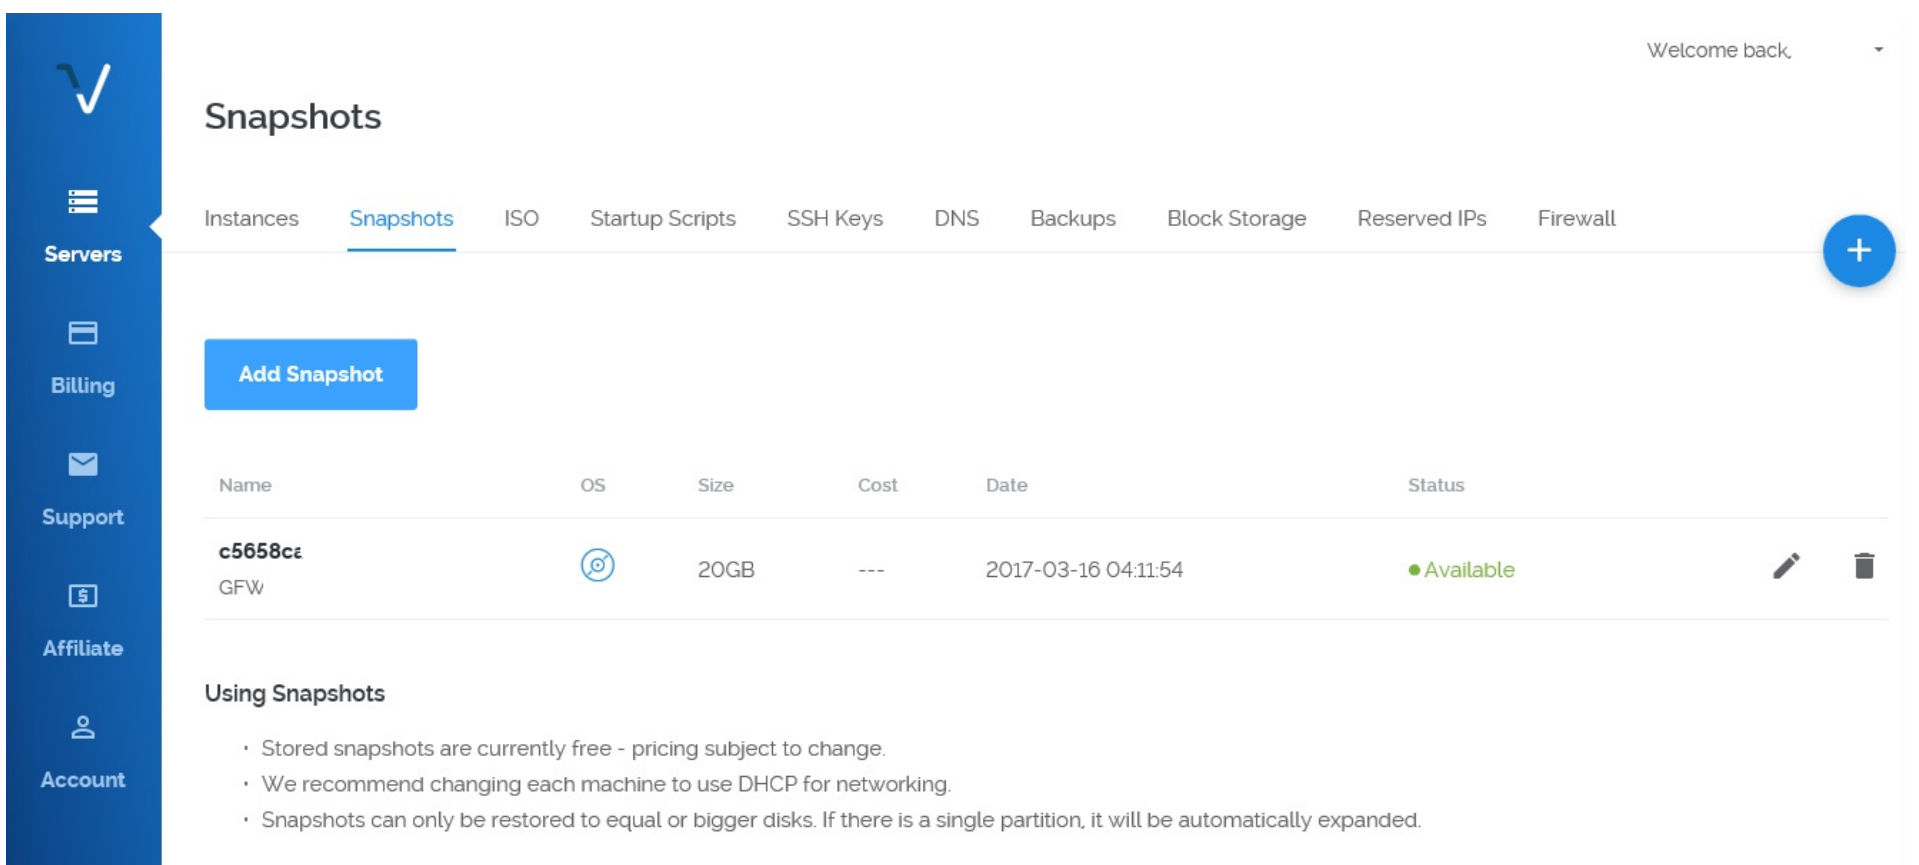 Welcome back,
Snapshots
Instances Snapshots ISO Startup Scripts SSH Keys DNS Backups Block Storage Reserved IPs Firewall
+
Servers
Billing
Support
Affiliate
Account
Add Snapshot
Name OS Size Cost Date Status
c5658ca
GFW
20GB --- 2017-03-16 04:11:54 Available
Using Snapshots
· Stored snapshots are currently free - pricing subject to change.
· We recommend changing each machine to use DHCP for networking.
· Snapshots can only be restored to equal or bigger disks. If there is a single partition, it will be automatically expanded.